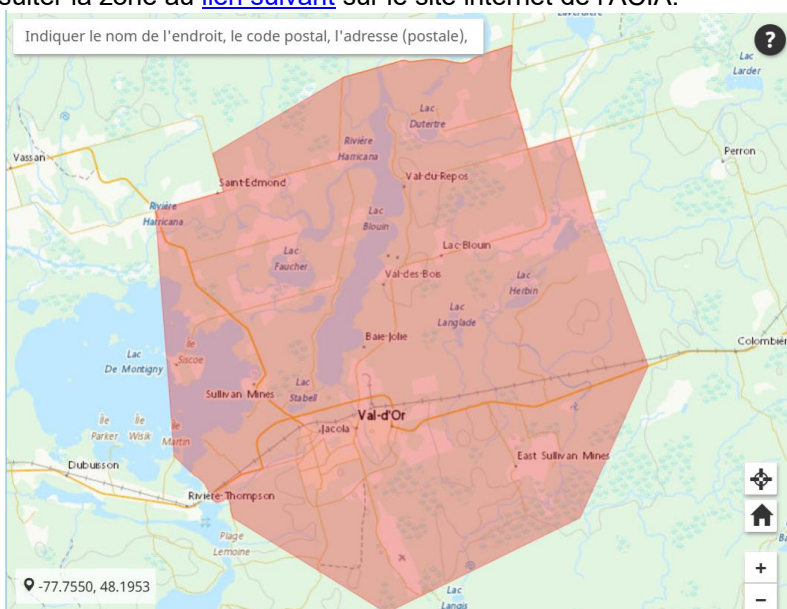 sulter la zone au lien suivant sur le site internet de l'ACIA.
Indiquer le nom de l'endroit, le code postal, l'adresse (postale),
?
Lac
Larder
Lac
Dutertre
Rivière
Harricana
Perron
Vassan
Saint-Edmond
Val-du-Repos
Rivière
Harricana
Lac
Blouin
Lac-Blouin
Lac
Faucher
Val-des-Bois
Lac
Herbin
Lac
Langlade
Baie-Jolie
Colombier
Île
Siscoe
Lac
De Montigny
Sullivan Mines
Lac
Stabell
Val-d'Or
Jacola
Île
Parker
Île
Wisik
Île
Martin
East Sullivan Mines
Dubuisson
Rivière-Thompson
Plage
Lemoine
-77.7550, 48.1953
Lac
Langis
+
−